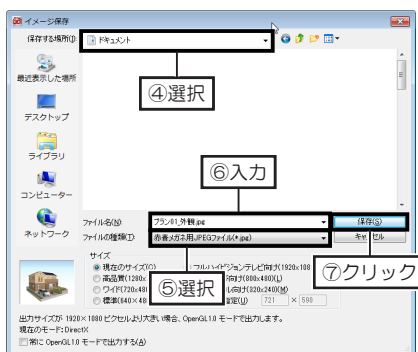 イメージ保存
保存する場所(I): ドキュメント
④選択
最近表示した場所
デスクトップ
ライブラリ
⑥入力
コンピューター
ファイル名(N): プラン01_外観.jpg 保存(S)
ネットワーク ファイルの種類(T): 赤青メガネ用JPEGファイル(*.jpg)
⑦クリック
サイズ
現在のサイズ(C) フルハイビジョンテレビ向け(1920×108
高品質(1280×
ワイド(720×48 向け(320×240)(M)
⑤選択
標準(640×48 721 × 598
出力サイズが 1920×1080 ピクセルより大きい場合、OpenGL1.0 モードで出力します。
現在のモード:DirectX
常に OpenGL1.0 モードで出力する(A)